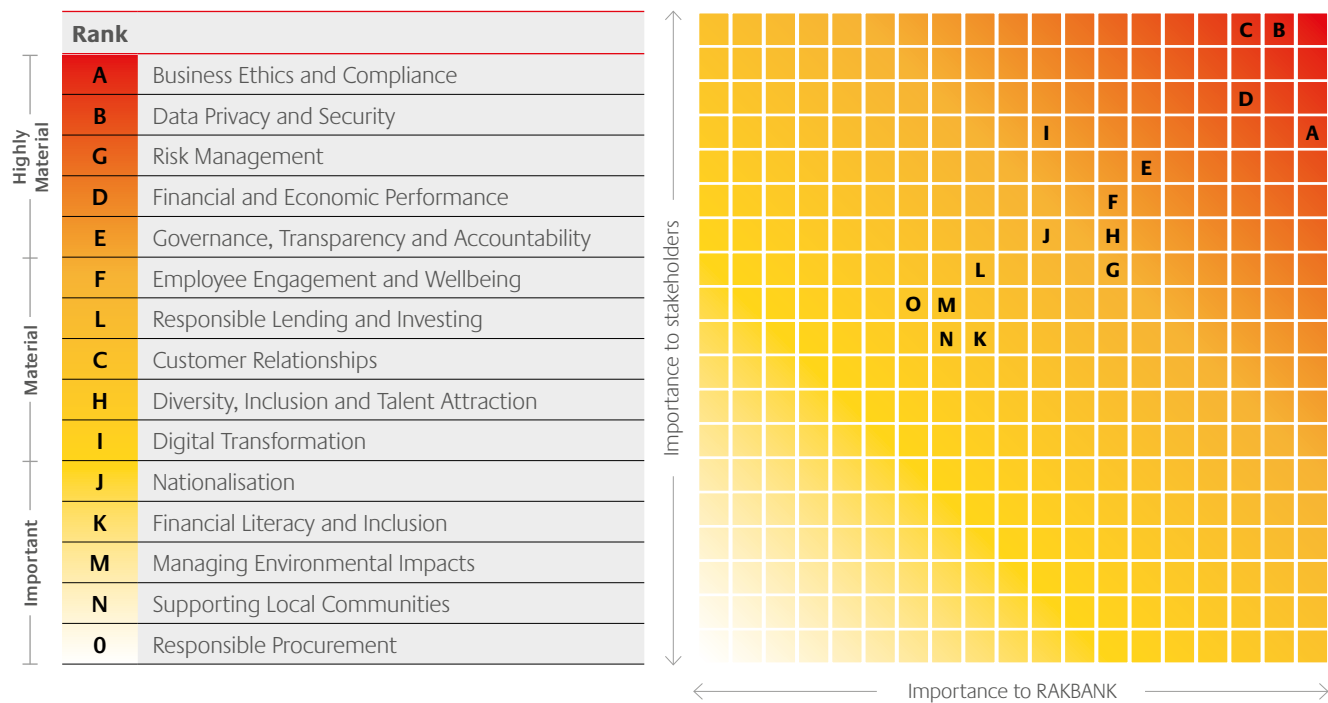 Rank
Highly
Material
A Business Ethics and Compliance
B Data Privacy and Security
G Risk Management
D Financial and Economic Performance
E Governance, Transparency and Accountability
Material
F Employee Engagement and Wellbeing
L Responsible Lending and Investing
C Customer Relationships
H Diversity, Inclusion and Talent Attraction
I Digital Transformation
Important
J Nationalisation
K Financial Literacy and Inclusion
M Managing Environmental Impacts
N Supporting Local Communities
0 Responsible Procurement
Importance to stakeholders
C B
D
I A
E
F
J H
L G
O M
N K
Importance to RAKBANK